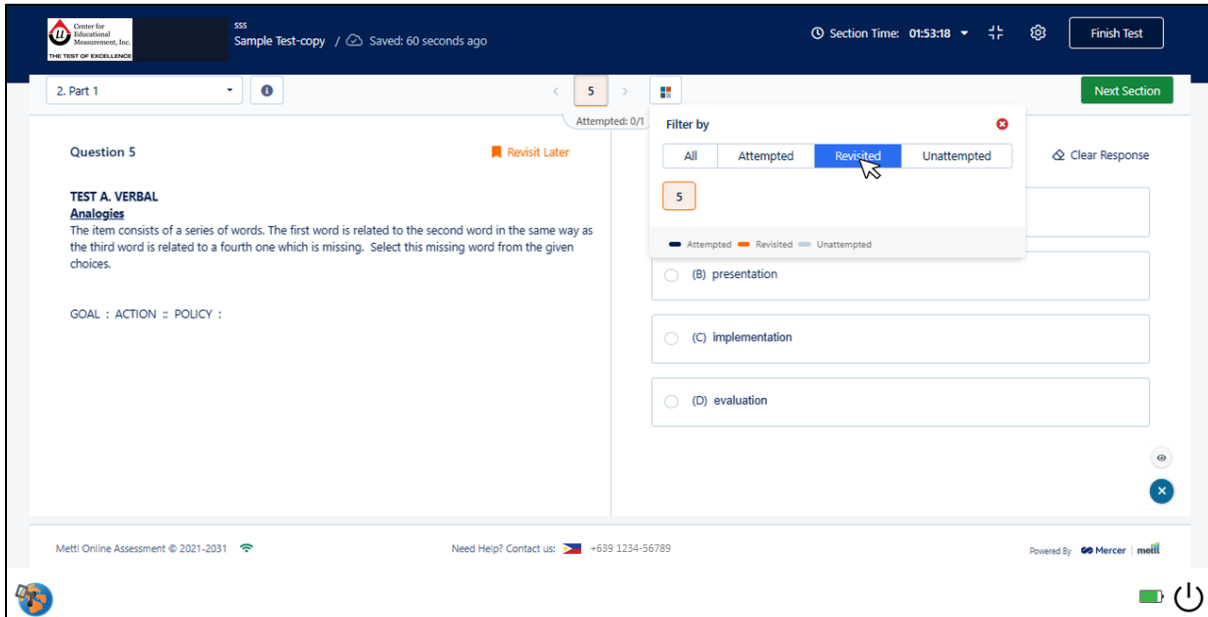 Center for
Educational
Measurement, Inc.
THE TEST OF EXCELLENCE
sss
Sample Test-copy / Saved: 60 seconds ago
Section Time: 01:53:18
Finish Test
2. Part 1
5
Next Section
Attempted: 0/1
Filter by
Question 5
Revisit Later
All Attempted Revisited Unattempted
Clear Response
5
TEST A. VERBAL
Analogies
The item consists of a series of words. The first word is related to the second word in the same way as
the third word is related to a fourth one which is missing. Select this missing word from the given
choices.
Attempted Revisited Unattempted
GOAL : ACTION :: POLICY :
(B) presentation
(C) implementation
(D) evaluation
Mettl Online Assessment © 2021-2031
Need Help? Contact us: +639 1234-56789
Powered By Mercer | mettl